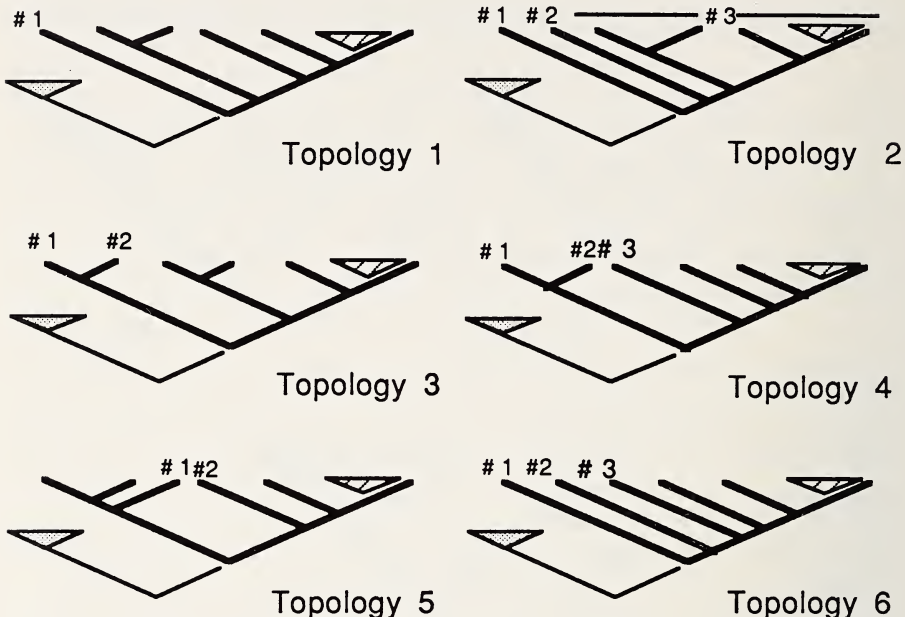 # 1
# 1 # 2 # 3
Topology 1
Topology 2
# 1 #2
# 1 #2 # 3
Topology 3
Topology 4
# 1 #2
# 1 #2 # 3
Topology 5
Topology 6